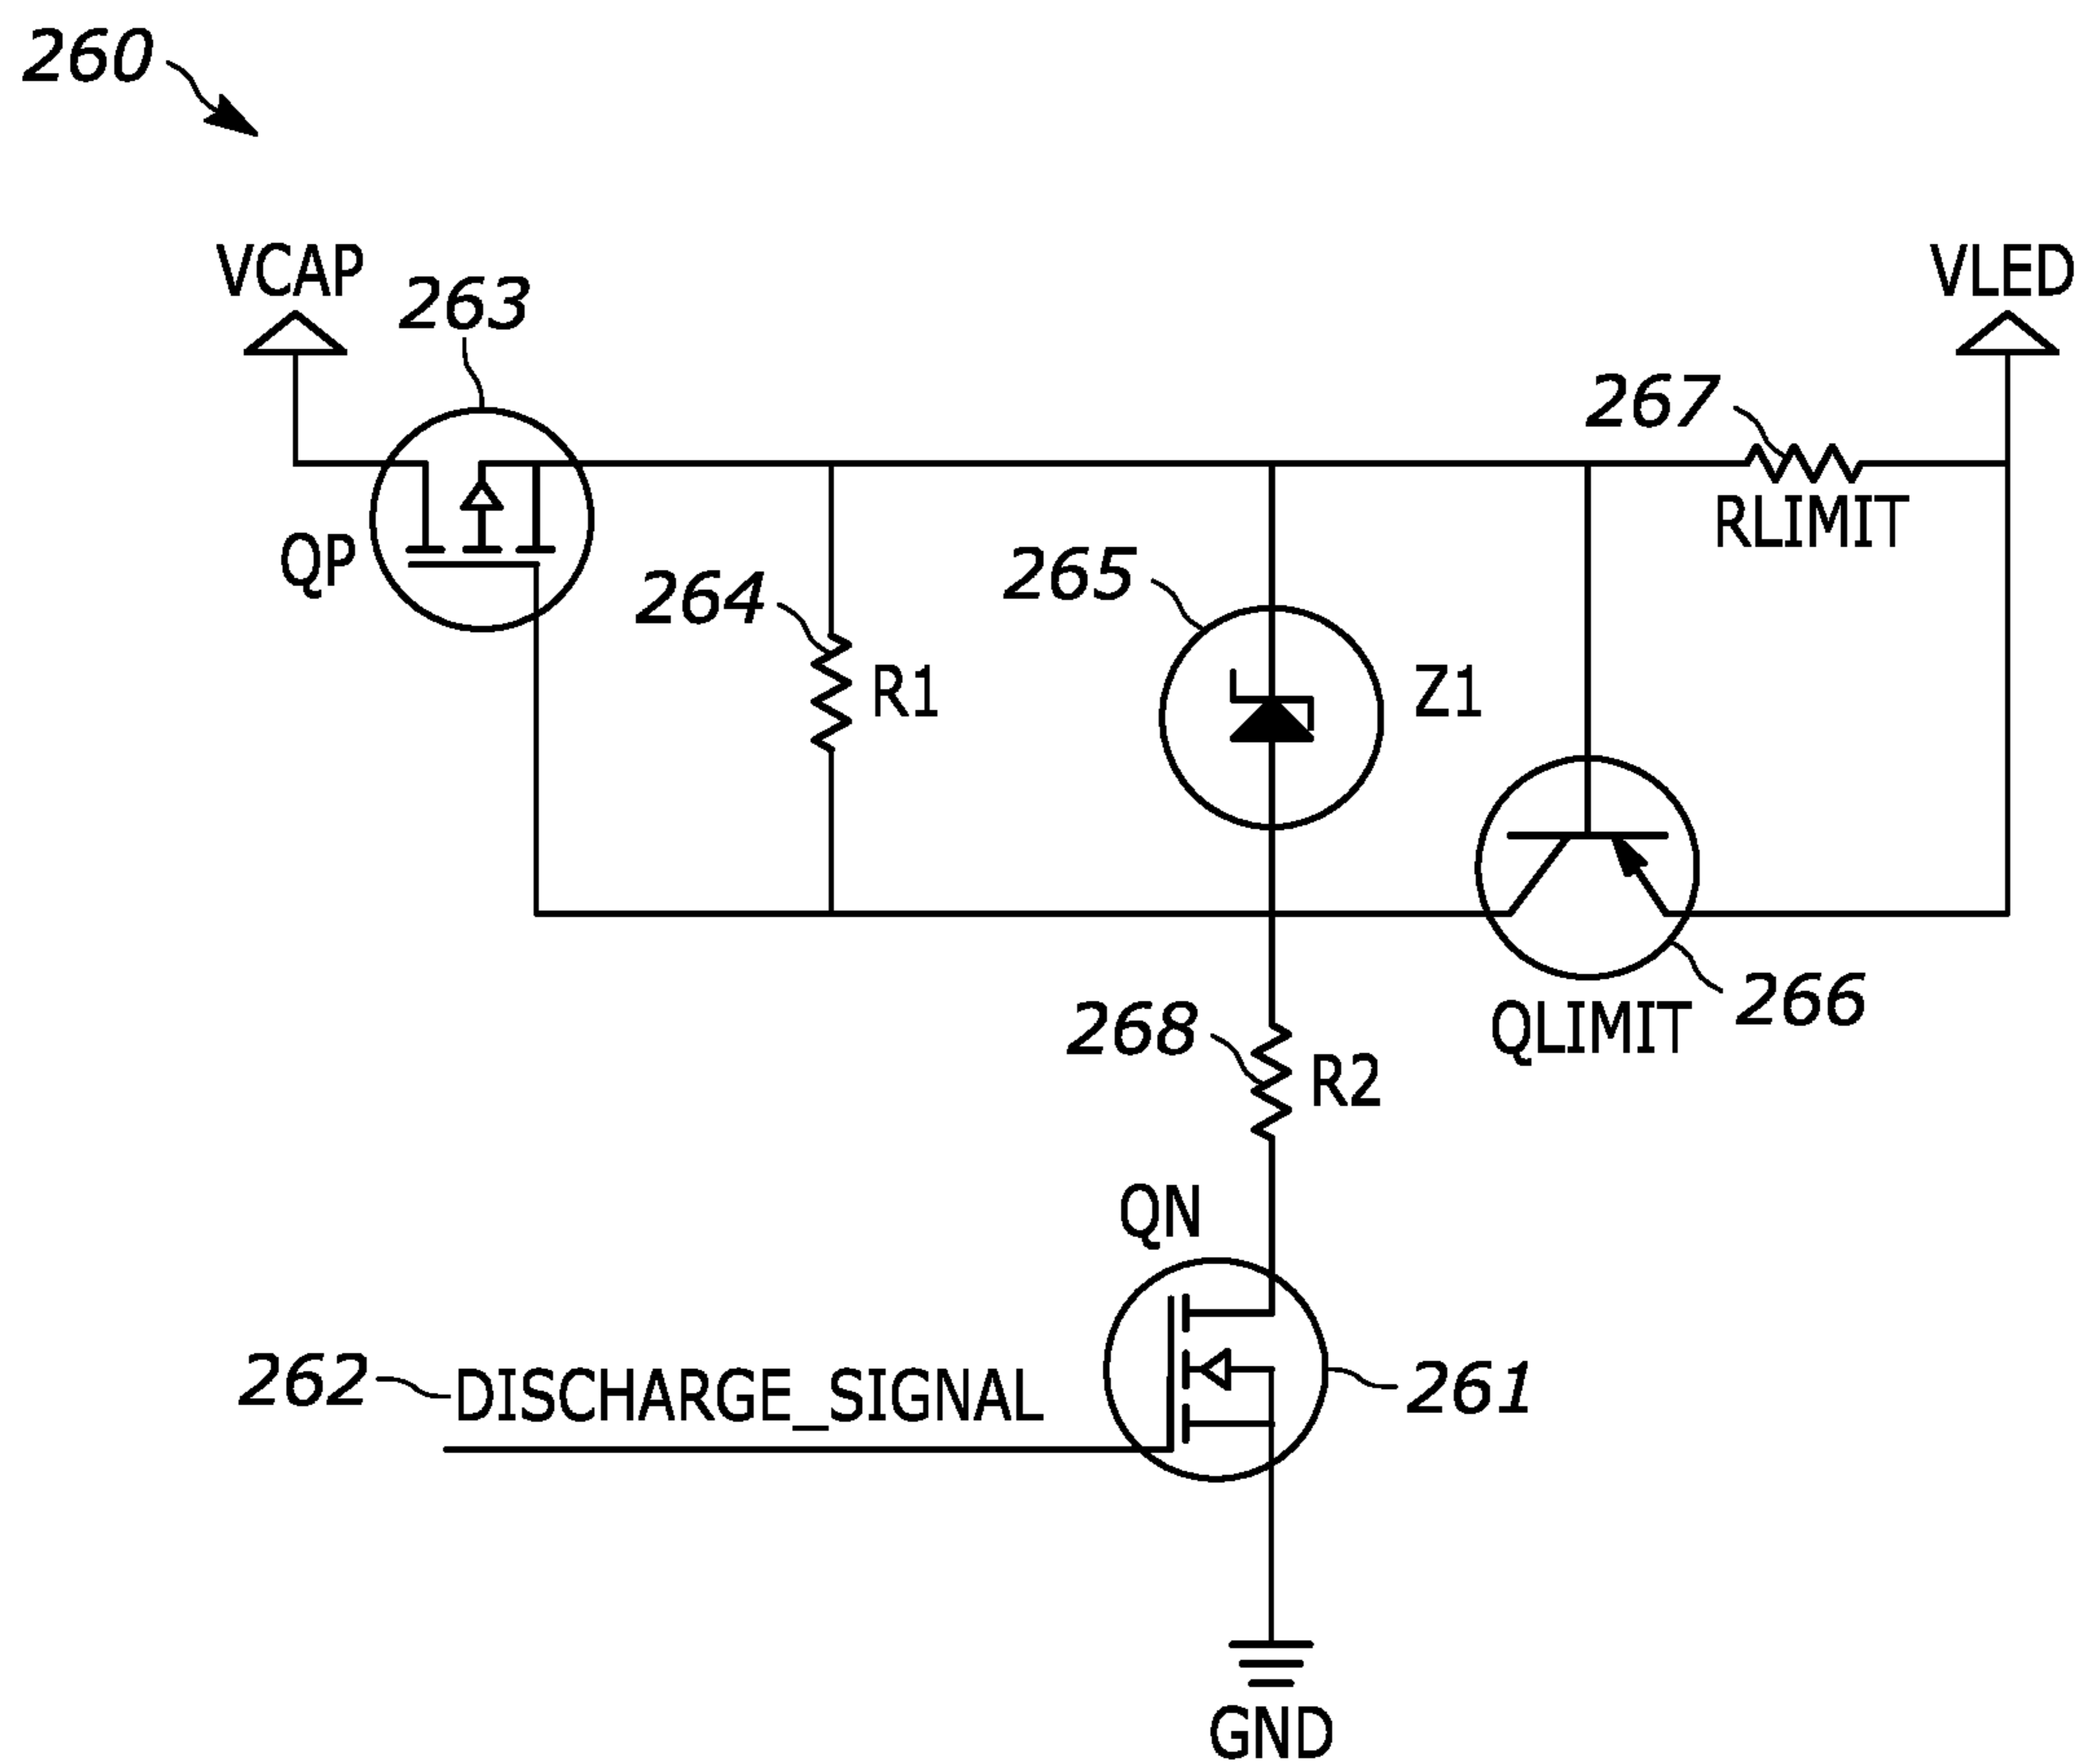 260
VCAP
VLED
263
267
RLIMIT
QP
264
R1
265
Z1
266
QLIMIT
268
R2
QN
262
DISCHARGE_SIGNAL
261
GND